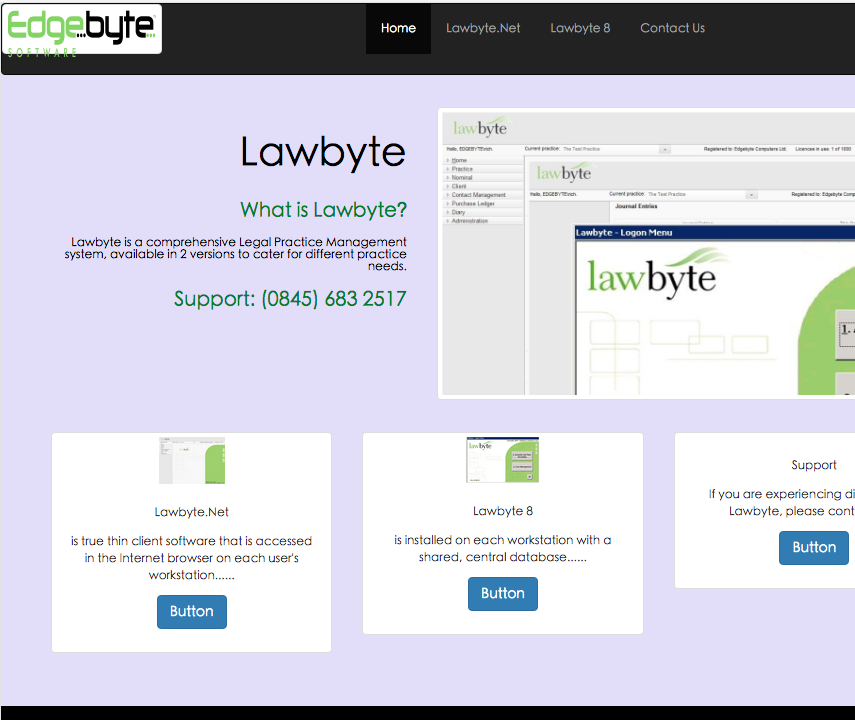 Edgebyte
SOFTWARE
Home
Lawbyte.Net
Lawbyte 8
Contact Us
Lawbyte
What is Lawbyte?
Lawbyte is a comprehensive Legal Practice Management
system, available in 2 versions to cater for different practice
needs.
Support: (0845) 683 2517
lawbyte
Hello, EDGEBYTE\rich. Current practice: The Test Practice Registered to: Edgebyte Computers Ltd. Licences in use: 1 of 1000
Home
Practice
Nominal
Client
Contact Management
Purchase Ledger
Diary
Administration
lawbyte
Hello, EDGEBYTE\rich. Current practice: The Test Practice Registered to: Edgebyte Comp
Journal Entries
Lawbyte - Logon Menu
lawbyte
1.
Lawbyte.Net
is true thin client software that is accessed
in the Internet browser on each user's
workstation......
Button
lawbyte
Lawbyte 8
is installed on each workstation with a
shared, central database......
Button
Support
If you are experiencing di
Lawbyte, please cont
Button